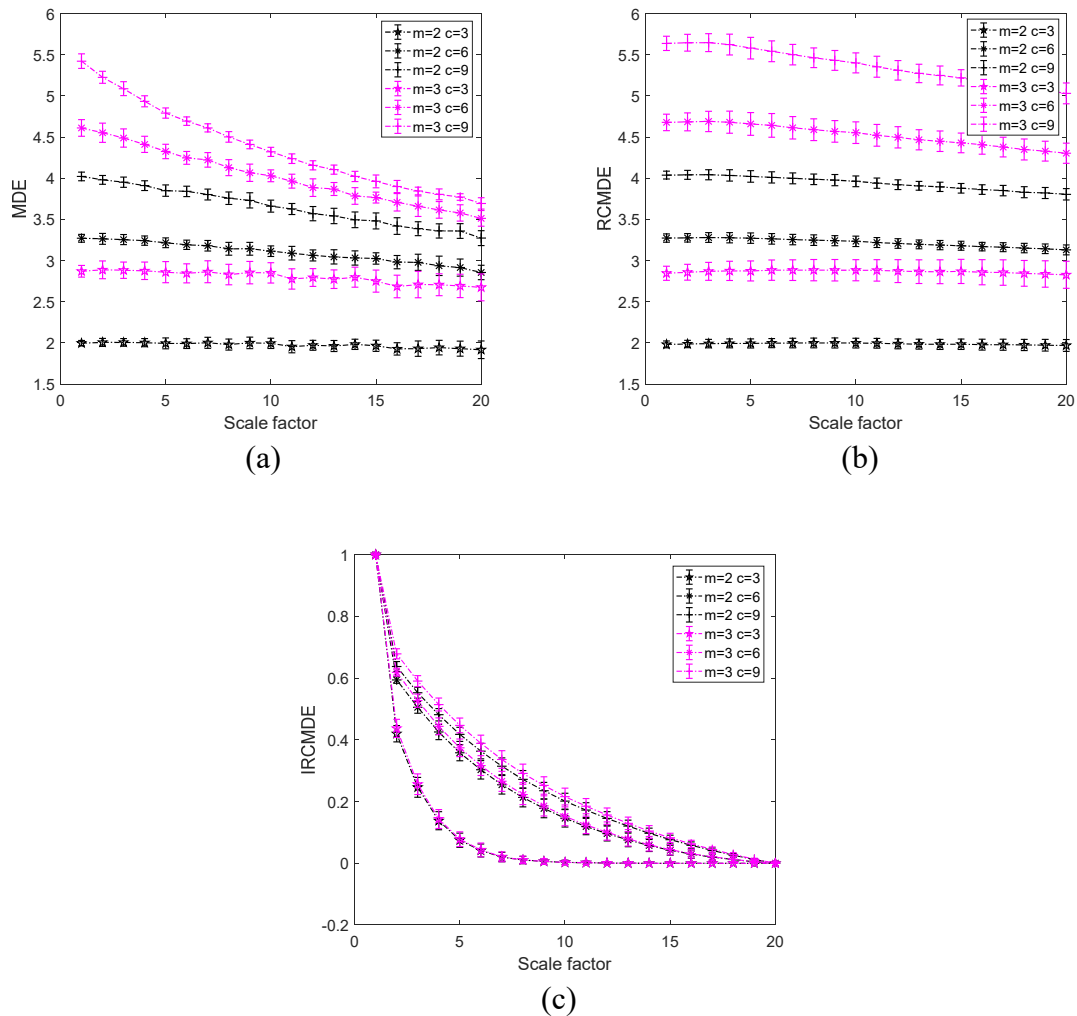 6
5.5
5
4.5
4
3.5
3
2.5
2
1.5
MDE
0
5
10
15
20
Scale factor
m=2 c=3
m=2 c=6
m=2 c=9
m=3 c=3
m=3 c=6
m=3 c=9
(a)
6
5.5
5
4.5
4
3.5
3
2.5
2
1.5
RCMDE
0
5
10
15
20
Scale factor
m=2 c=3
m=2 c=6
m=2 c=9
m=3 c=3
m=3 c=6
m=3 c=9
(b)
1
0.8
0.6
0.4
0.2
0
-0.2
IRCMDE
0
5
10
15
20
Scale factor
m=2 c=3
m=2 c=6
m=2 c=9
m=3 c=3
m=3 c=6
m=3 c=9
(c)